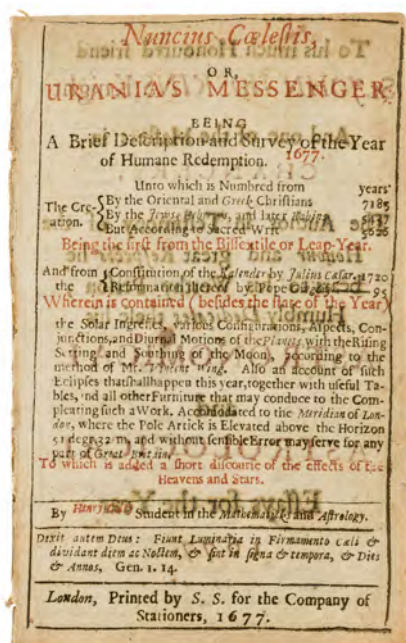 Nuncius Cœlestis,
OR,
URANIA'S MESSENGER,
BEING
A Brief Description and Survey of the Year
of Humane Redemption. 1677.
Unto which is Numbred from years
The Cre- By the Oriental and Greek Christians 7185
ation. By the Jewes, Hebrews, and later Rabins 5437
But According to Sacred Writ 5626
Being the first from the Bissextile or Leap-Year.
And from Constitution of the Kalender by Julius Cæsar. 1720
the Reformation thereof by Pope Gregory 95
Wherein is contained (besides the state of the Year)
the Solar Ingresses, various Configurations, Aspects, Con-
junctions, and Diurnal Motions of the Planets, with the Rising
Setting and Southing of the Moon), according to the
method of Mr. Vincent Wing. Also an account of such
Eclipses that shall happen this year, together with useful Ta-
bles, and all other Furniture that may conduce to the Com-
pleating such a Work. Accomodated to the Meridian of Lon-
don, where the Pole Artick is Elevated above the Horizon
51 degr. 32 m. and without sensible Error may serve for any
part of Great Britain.
To which is added a short discourse of the effects of the
Heavens and Stars.
By Henry Student in the Mathematicks and Astrology.
Dixit autem Deus: Fiunt Luminaria in Firmamento Cæli &
dividant diem ac Noctem, & sint in signa & tempora, & Dies
& Annos, Gen. 1. 14.
London, Printed by S. S. for the Company of
Stationers, 1677.